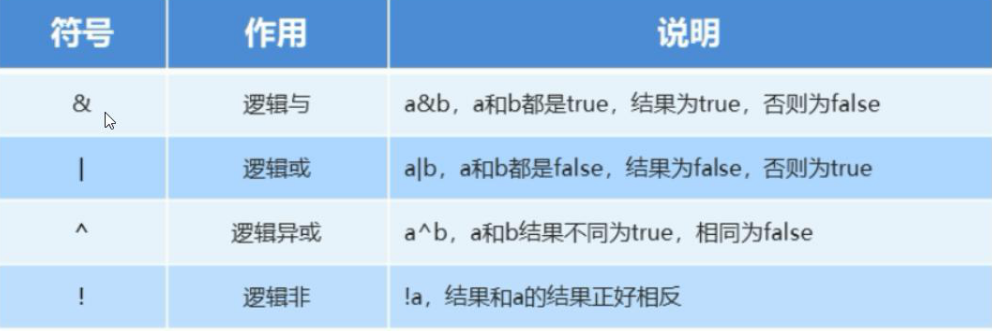 符号 作用 说明
& 逻辑与 a&b，a和b都是true，结果为true，否则为false
| 逻辑或 a|b，a和b都是false，结果为false，否则为true
^ 逻辑异或 a^b，a和b结果不同为true，相同为false
! 逻辑非 !a，结果和a的结果正好相反